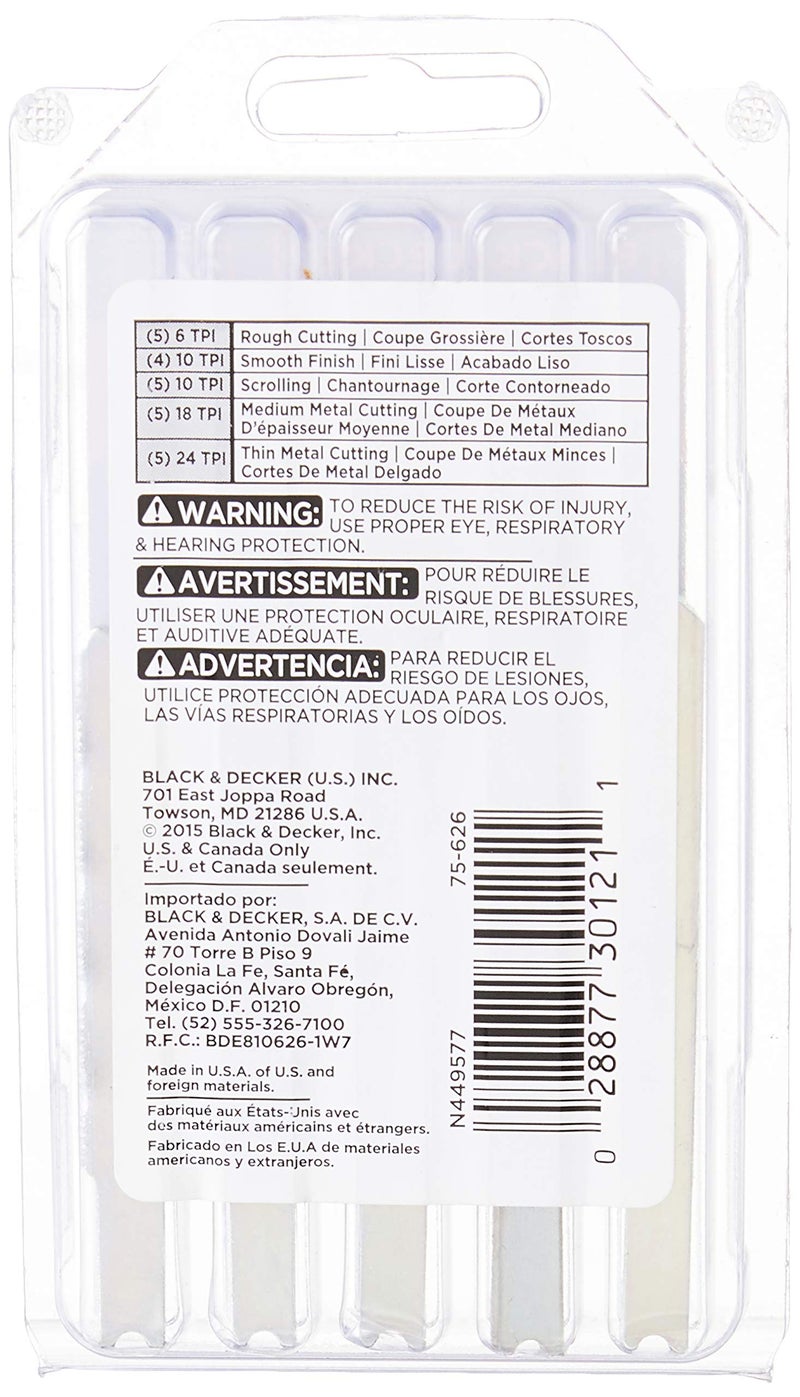 (5) 6 TPI Rough Cutting | Coupe Grossière | Cortes Toscos
(4) 10 TPI Smooth Finish | Fini Lisse | Acabado Liso
(5) 10 TPI Scrolling | Chantournage | Corte Contorneado
(5) 18 TPI Medium Metal Cutting | Coupe De Métaux
D'épaisseur Moyenne | Cortes De Metal Mediano
(5) 24 TPI Thin Metal Cutting | Coupe De Métaux Minces |
Cortes De Metal Delgado
WARNING: TO REDUCE THE RISK OF INJURY,
USE PROPER EYE, RESPIRATORY
& HEARING PROTECTION.
AVERTISSEMENT: POUR RÉDUIRE LE
RISQUE DE BLESSURES,
UTILISER UNE PROTECTION OCULAIRE, RESPIRATOIRE
ET AUDITIVE ADÉQUATE.
ADVERTENCIA: PARA REDUCIR EL
RIESGO DE LESIONES,
UTILICE PROTECCIÓN ADECUADA PARA LOS OJOS,
LAS VÍAS RESPIRATORIAS Y LOS OÍDOS.
BLACK & DECKER (U.S.) INC.
701 East Joppa Road
Towson, MD 21286 U.S.A.
© 2015 Black & Decker, Inc.
U.S. & Canada Only
É.-U. et Canada seulement.
Importado por:
BLACK & DECKER, S.A. DE C.V.
Avenida Antonio Dovali Jaime
# 70 Torre B Piso 9
Colonia La Fe, Santa Fé,
Delegación Alvaro Obregón,
México D.F. 01210
Tel. (52) 555-326-7100
R.F.C.: BDE810626-1W7
Made in U.S.A. of U.S. and
foreign materials.
Fabriqué aux États-Unis avec
des matériaux américains et étrangers.
Fabricado en Los E.U.A de materiales
americanos y extranjeros.
N449577 75-626
0 28877 30121 1